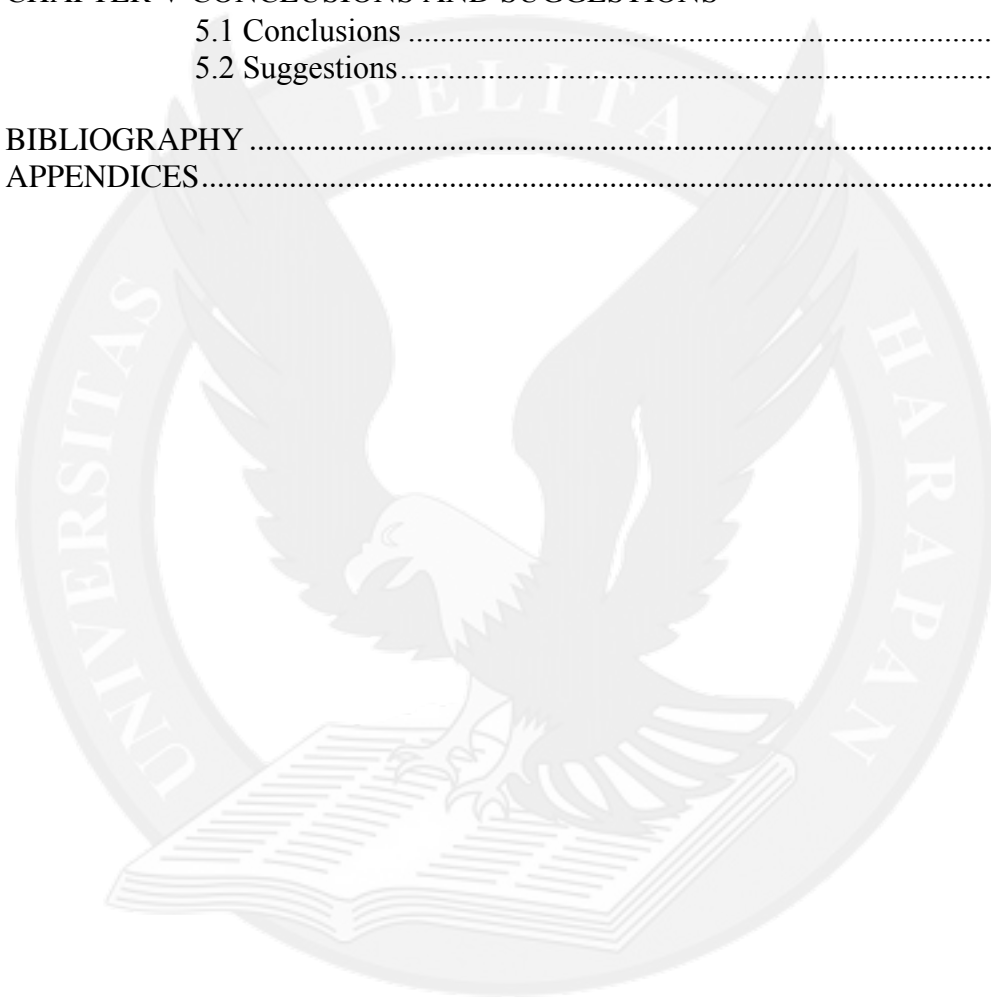 CHAPTER V CONCLUSIONS AND SUGGESTIONS
5.1 Conclusions ..........................................................................
5.2 Suggestions...........................................................................
BIBLIOGRAPHY ............................................................................................
APPENDICES..................................................................................................
UNIVERSITAS PELITA HARAPAN